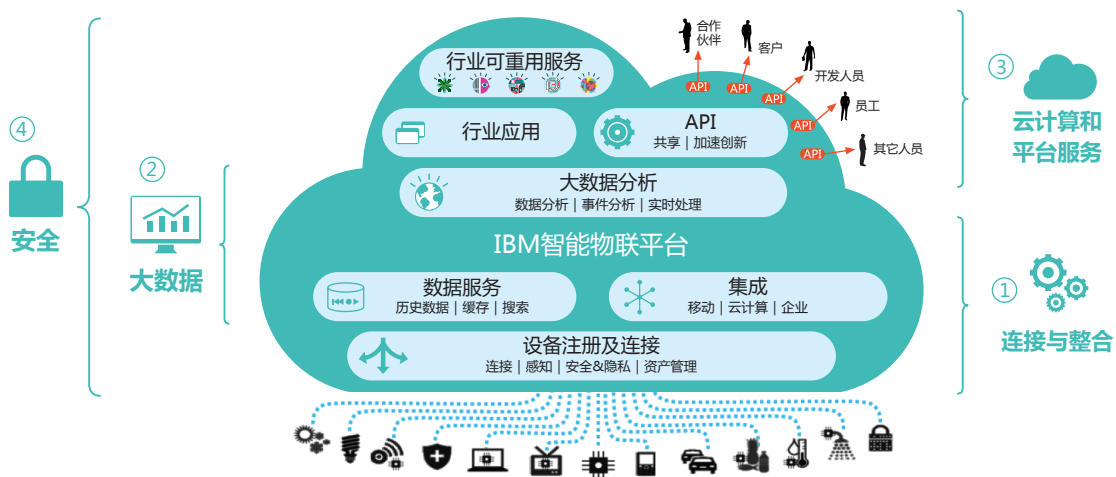 合作
伙伴
客户
开发人员
员工
其它人员
API
API
API
API
API
行业可重用服务
行业应用
API
共享 | 加速创新
大数据分析
数据分析 | 事件分析 | 实时处理
IBM智能物联平台
数据服务
历史数据 | 缓存 | 搜索
集成
移动 | 云计算 | 企业
设备注册及连接
连接 | 感知 | 安全&隐私 | 资产管理
④
安全
②
大数据
③
云计算和
平台服务
①
连接与整合